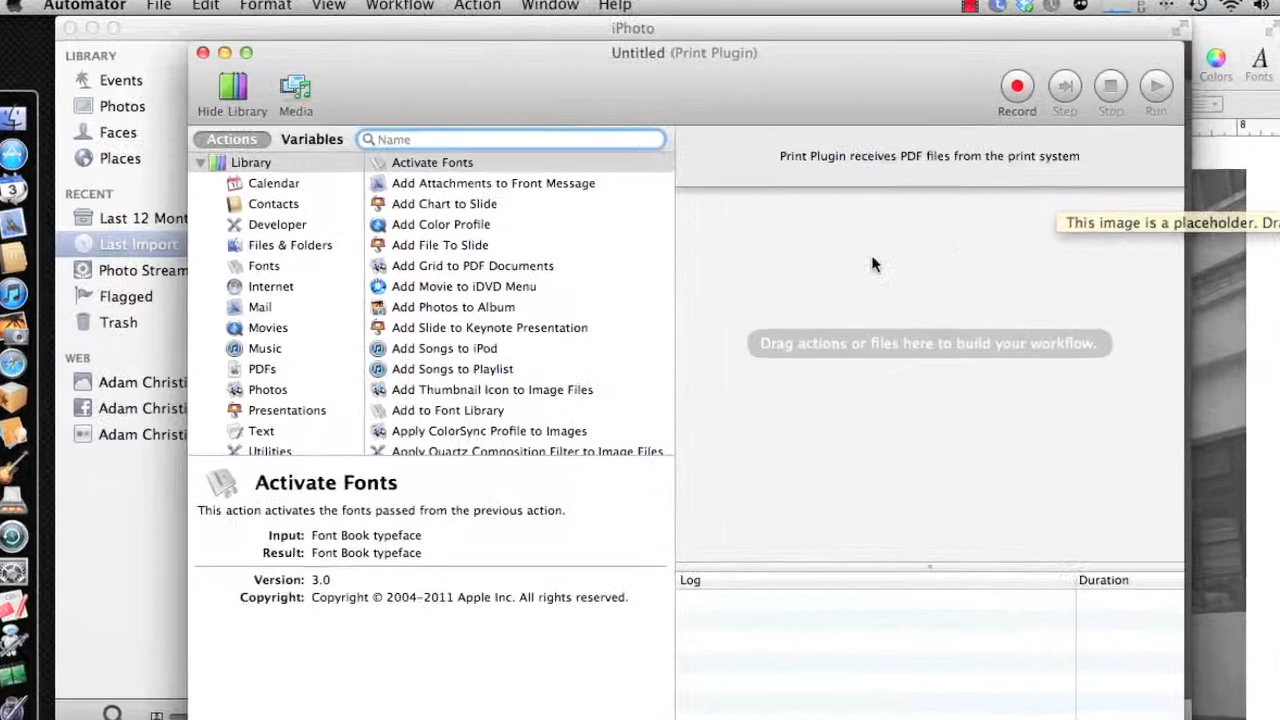 Automator File Edit Format View Workflow Action Window Help
iPhoto
Untitled (Print Plugin)
Hide Library Media
Record Step Stop Run
Colors Fonts
8
LIBRARY
Events
Photos
Faces
Places
RECENT
Last 12 Mont
Last Import
Photo Stream
Flagged
Trash
WEB
Adam Christi
Adam Christi
Adam Christi
Actions Variables Name
Library
Calendar
Contacts
Developer
Files & Folders
Fonts
Internet
Mail
Movies
Music
PDFs
Photos
Presentations
Text
Utilities
Activate Fonts
Add Attachments to Front Message
Add Chart to Slide
Add Color Profile
Add File To Slide
Add Grid to PDF Documents
Add Movie to iDVD Menu
Add Photos to Album
Add Slide to Keynote Presentation
Add Songs to iPod
Add Songs to Playlist
Add Thumbnail Icon to Image Files
Add to Font Library
Apply ColorSync Profile to Images
Apply Quartz Composition Filter to Image Files
Print Plugin receives PDF files from the print system
This image is a placeholder. Dra
Drag actions or files here to build your workflow.
Activate Fonts
This action activates the fonts passed from the previous action.
Input: Font Book typeface
Result: Font Book typeface
Version: 3.0
Copyright: Copyright © 2004-2011 Apple Inc. All rights reserved.
Log Duration
3